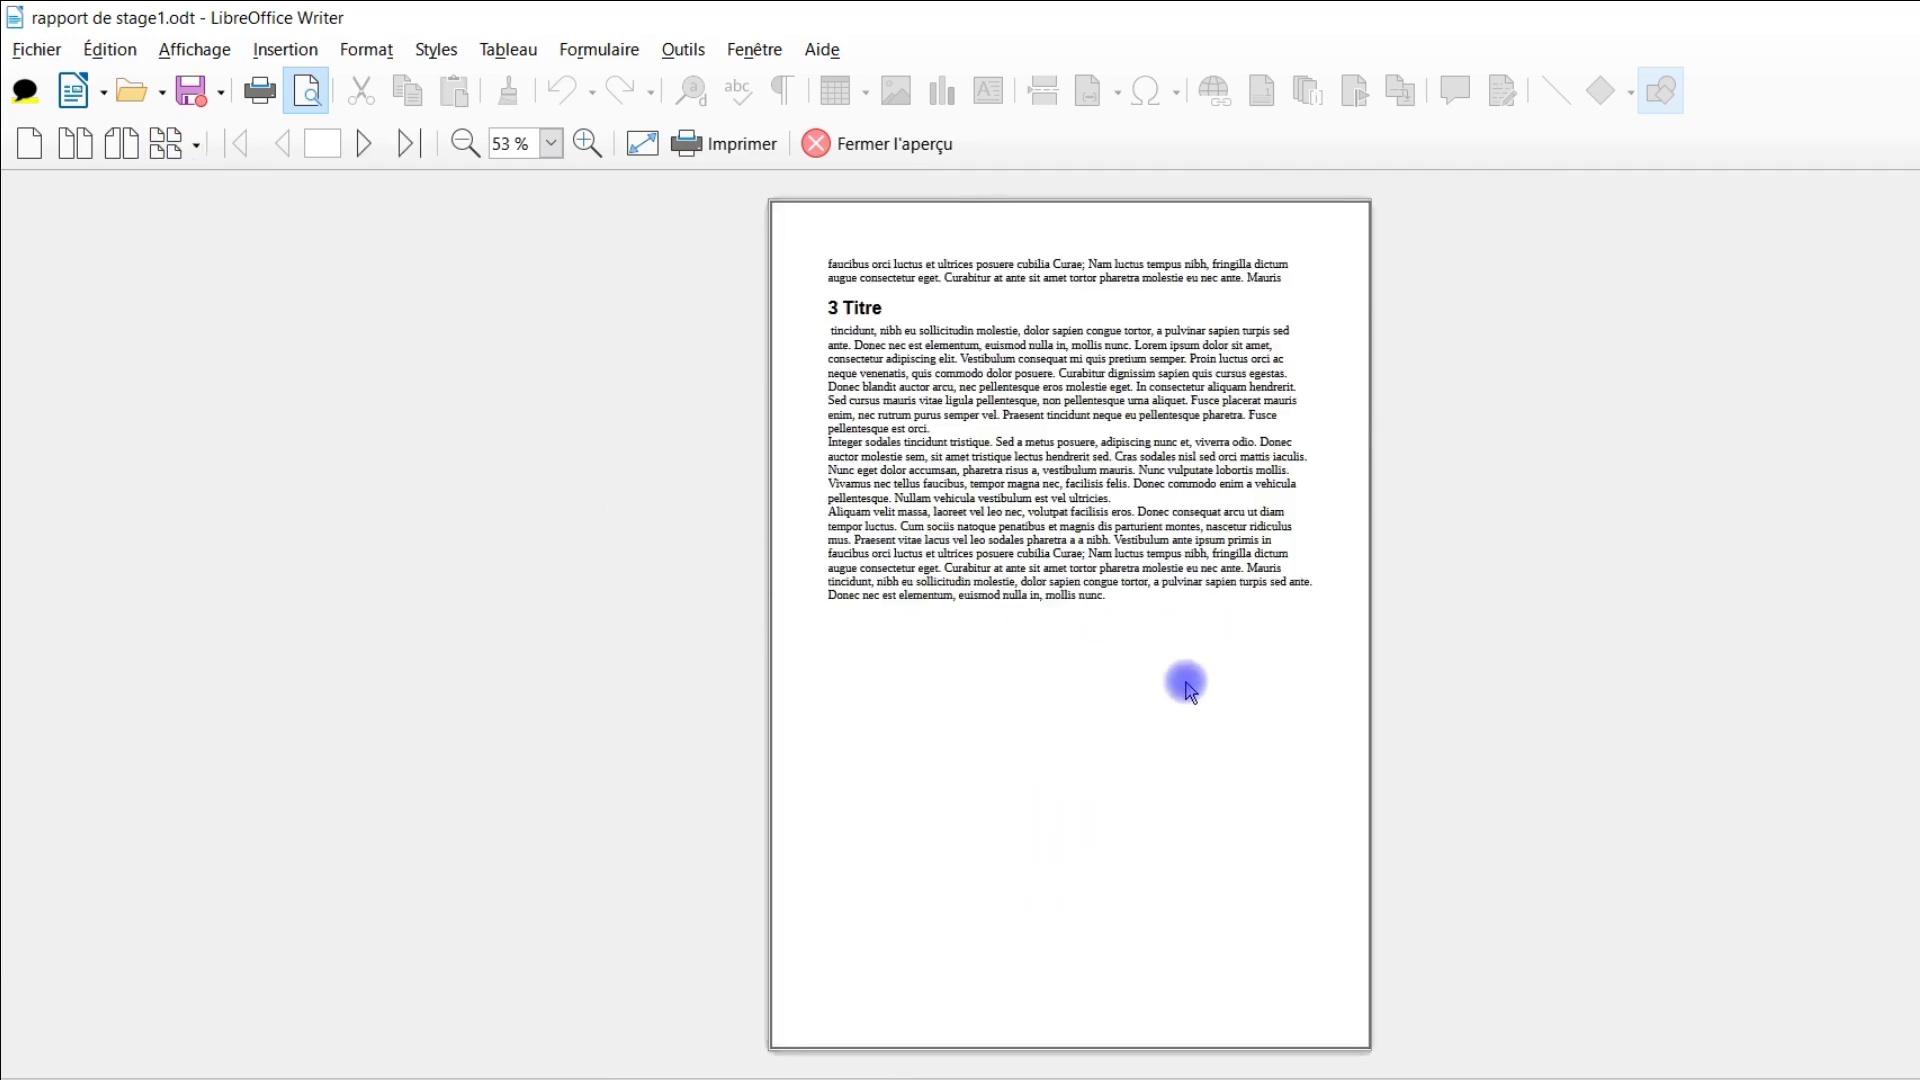 rapport de stage1.odt - LibreOffice Writer
Fichier Édition Affichage Insertion Format Styles Tableau Formulaire Outils Fenêtre Aide
53 % Imprimer Fermer l'aperçu
faucibus orci luctus et ultrices posuere cubilia Curae; Nam luctus tempus nibh, fringilla dictum
augue consectetur eget. Curabitur at ante sit amet tortor pharetra molestie eu nec ante. Mauris
3 Titre
tincidunt, nibh eu sollicitudin molestie, dolor sapien congue tortor, a pulvinar sapien turpis sed
ante. Donec nec est elementum, euismod nulla in, mollis nunc. Lorem ipsum dolor sit amet,
consectetur adipiscing elit. Vestibulum consequat mi quis pretium semper. Proin luctus orci ac
neque venenatis, quis commodo dolor posuere. Curabitur dignissim sapien quis cursus egestas.
Donec blandit auctor arcu, nec pellentesque eros molestie eget. In consectetur aliquam hendrerit.
Sed cursus mauris vitae ligula pellentesque, non pellentesque urna aliquet. Fusce placerat mauris
enim, nec rutrum purus semper vel. Praesent tincidunt neque eu pellentesque pharetra. Fusce
pellentesque est orci.
Integer sodales tincidunt tristique. Sed a metus posuere, adipiscing nunc et, viverra odio. Donec
auctor molestie sem, sit amet tristique lectus hendrerit sed. Cras sodales nisl sed orci mattis iaculis.
Nunc eget dolor accumsan, pharetra risus a, vestibulum mauris. Nunc vulputate lobortis mollis.
Vivamus nec tellus faucibus, tempor magna nec, facilisis felis. Donec commodo enim a vehicula
pellentesque. Nullam vehicula vestibulum est vel ultricies.
Aliquam velit massa, laoreet vel leo nec, volutpat facilisis eros. Donec consequat arcu ut diam
tempor luctus. Cum sociis natoque penatibus et magnis dis parturient montes, nascetur ridiculus
mus. Praesent vitae lacus vel leo sodales pharetra a a nibh. Vestibulum ante ipsum primis in
faucibus orci luctus et ultrices posuere cubilia Curae; Nam luctus tempus nibh, fringilla dictum
augue consectetur eget. Curabitur at ante sit amet tortor pharetra molestie eu nec ante. Mauris
tincidunt, nibh eu sollicitudin molestie, dolor sapien congue tortor, a pulvinar sapien turpis sed ante.
Donec nec est elementum, euismod nulla in, mollis nunc.